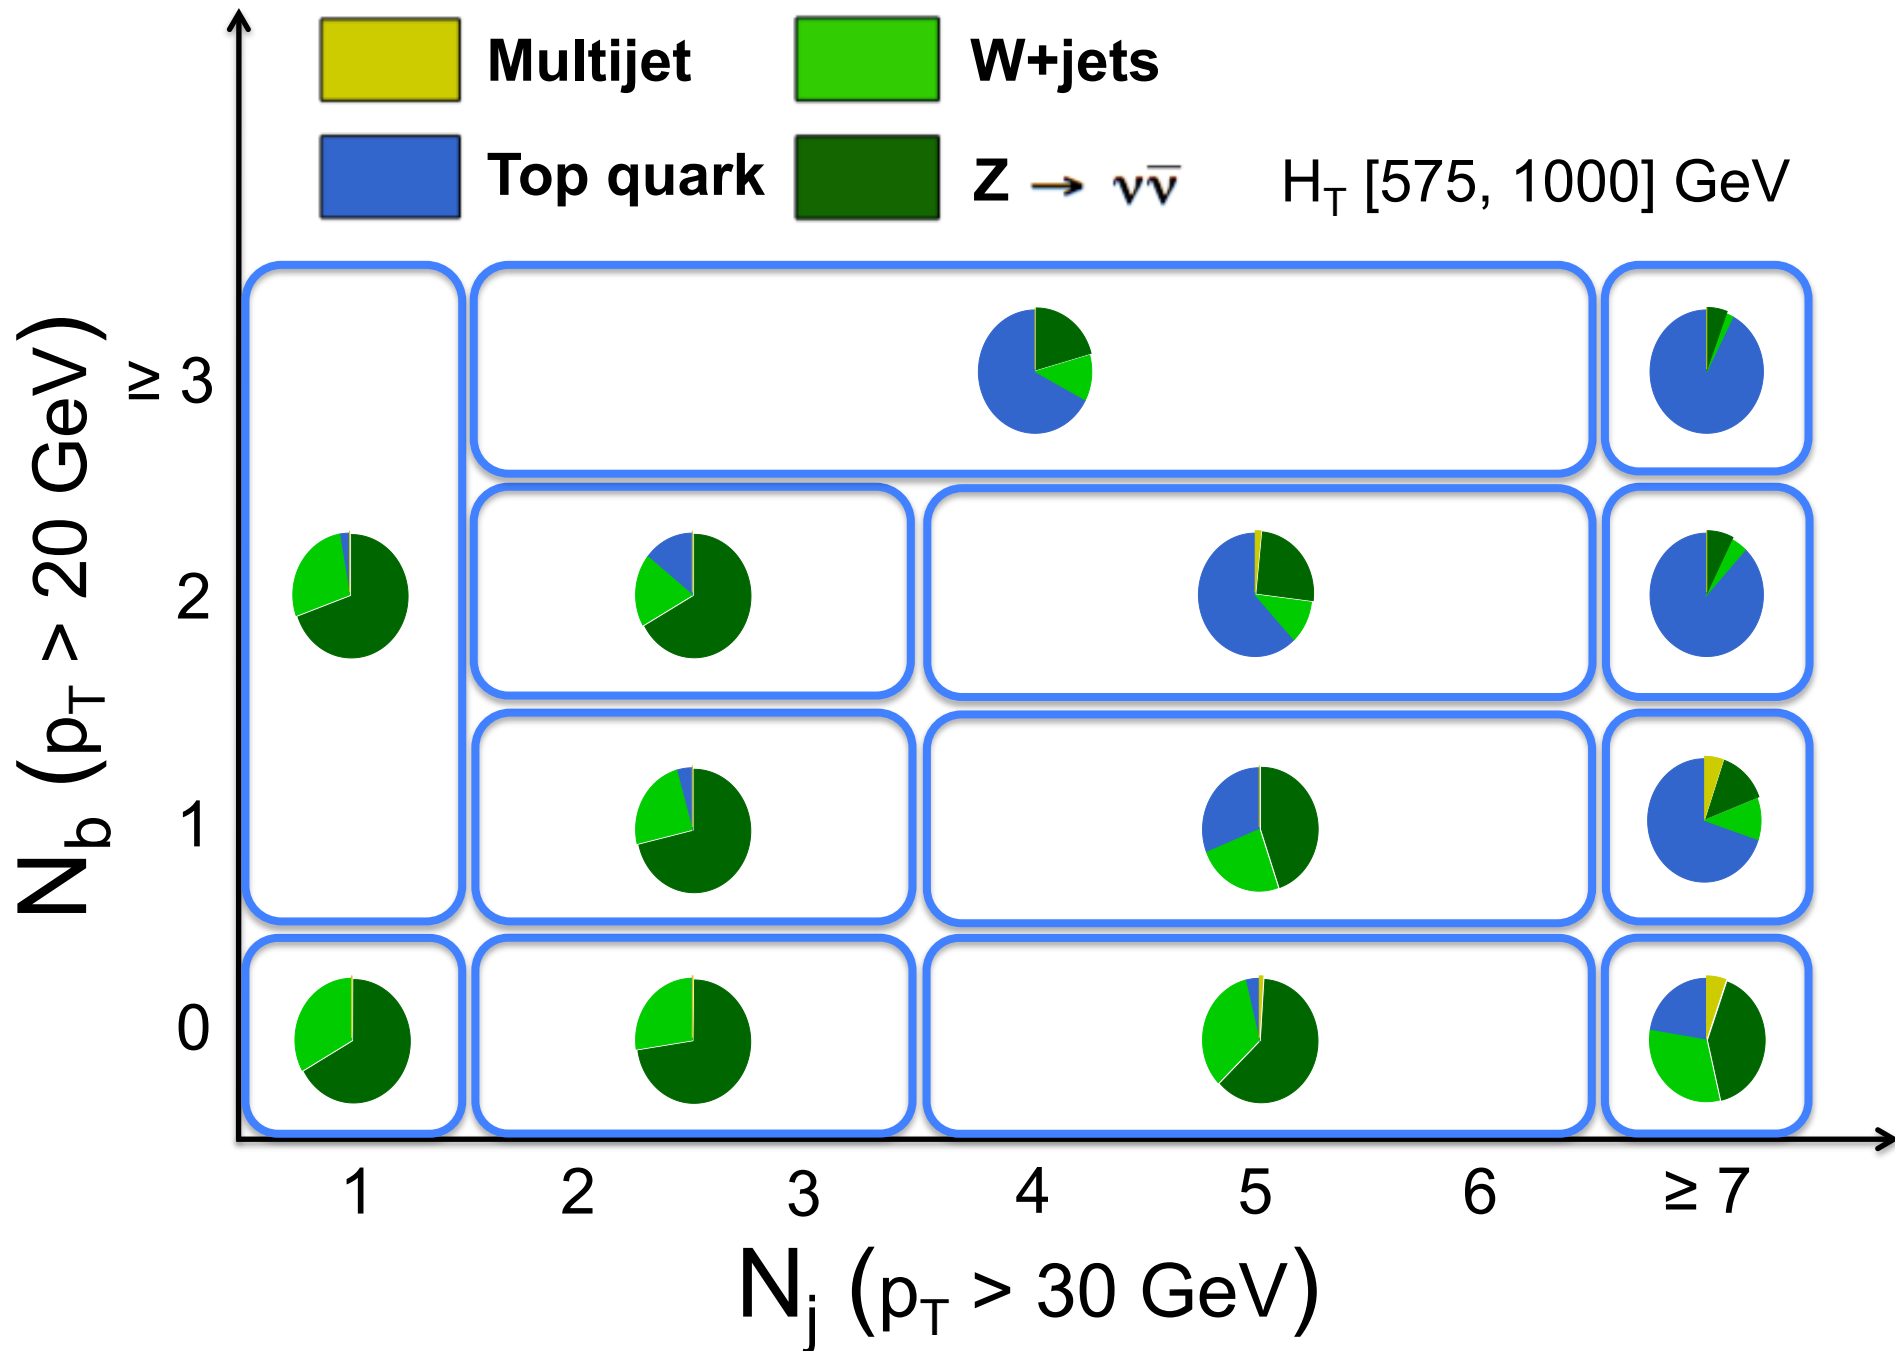 Multijet
W+jets
Top quark
Z → νν̅
H_T [575, 1000] GeV
N_b (p_T > 20 GeV)
≥ 3
2
1
0
1 2 3 4 5 6 ≥ 7
N_j (p_T > 30 GeV)